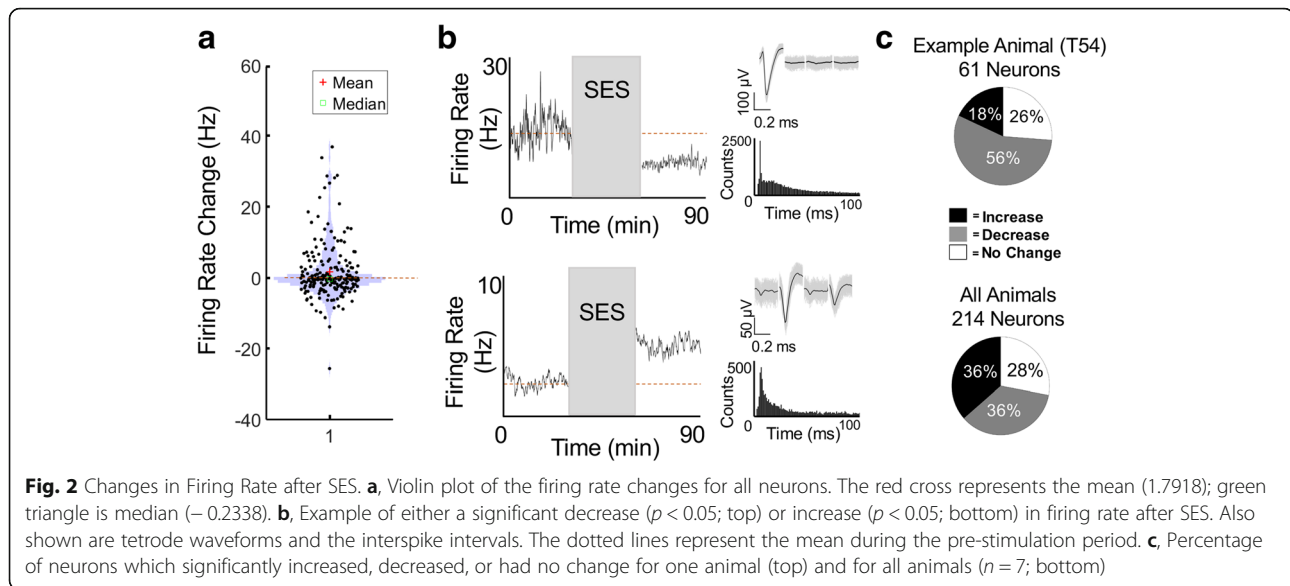 a
60
40
20
0
-20
-40
Firing Rate Change (Hz)
+ Mean
Median
1
b
30
Firing Rate
(Hz)
SES
0
90
Time (min)
100 µV
0.2 ms
2500
Counts
0
100
Time (ms)
10
Firing Rate
(Hz)
SES
0
90
Time (min)
50 µV
0.2 ms
500
Counts
0
100
Time (ms)
c
Example Animal (T54)
61 Neurons
18%
26%
56%
= Increase
= Decrease
= No Change
All Animals
214 Neurons
36%
28%
36%
Fig. 2 Changes in Firing Rate after SES. a, Violin plot of the firing rate changes for all neurons. The red cross represents the mean (1.7918); green
triangle is median (− 0.2338). b, Example of either a significant decrease (p < 0.05; top) or increase (p < 0.05; bottom) in firing rate after SES. Also
shown are tetrode waveforms and the interspike intervals. The dotted lines represent the mean during the pre-stimulation period. c, Percentage
of neurons which significantly increased, decreased, or had no change for one animal (top) and for all animals (n = 7; bottom)